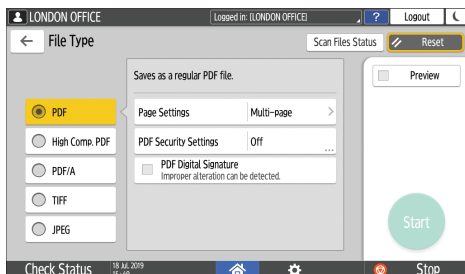 LONDON OFFICE
Logged in: [LONDON OFFICE]
?
Logout
File Type
Scan Files Status
Reset
Saves as a regular PDF file.
Preview
PDF
Page Settings
Multi-page
High Comp. PDF
PDF Security Settings
Off
...
PDF/A
PDF Digital Signature
Improper alteration can be detected.
TIFF
JPEG
Start
Check Status
18 Jul. 2019
Stop